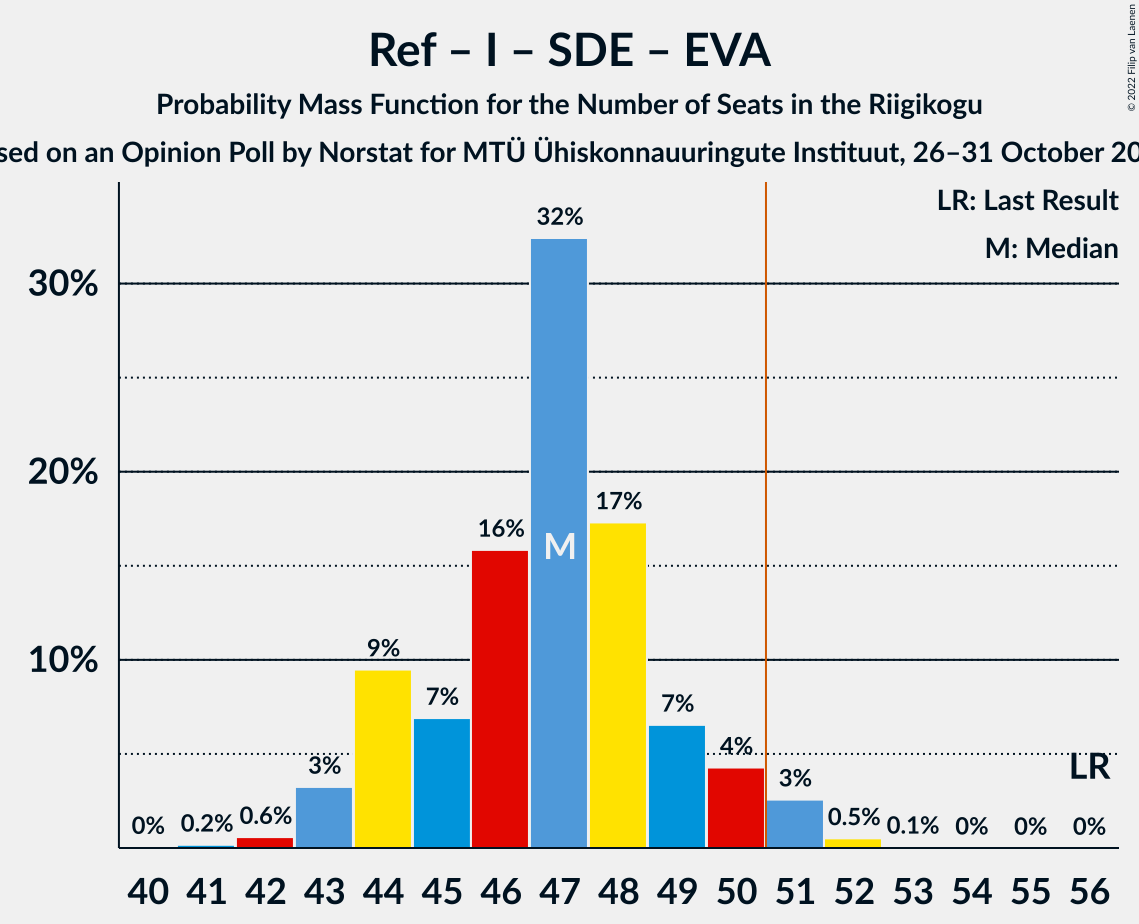 Ref – I – SDE – EVA
Probability Mass Function for the Number of Seats in the Riigikogu
sed on an Opinion Poll by Norstat for MTÜ Ühiskonnauuringute Instituut, 26–31 October 20
© 2022 Filip van Laenen
LR: Last Result
M: Median
30%
20%
10%
0%
0.2%
0.6%
3%
9%
7%
16%
32%
17%
7%
4%
3%
0.5%
0.1%
0%
0%
0%
M
LR
40 41 42 43 44 45 46 47 48 49 50 51 52 53 54 55 56